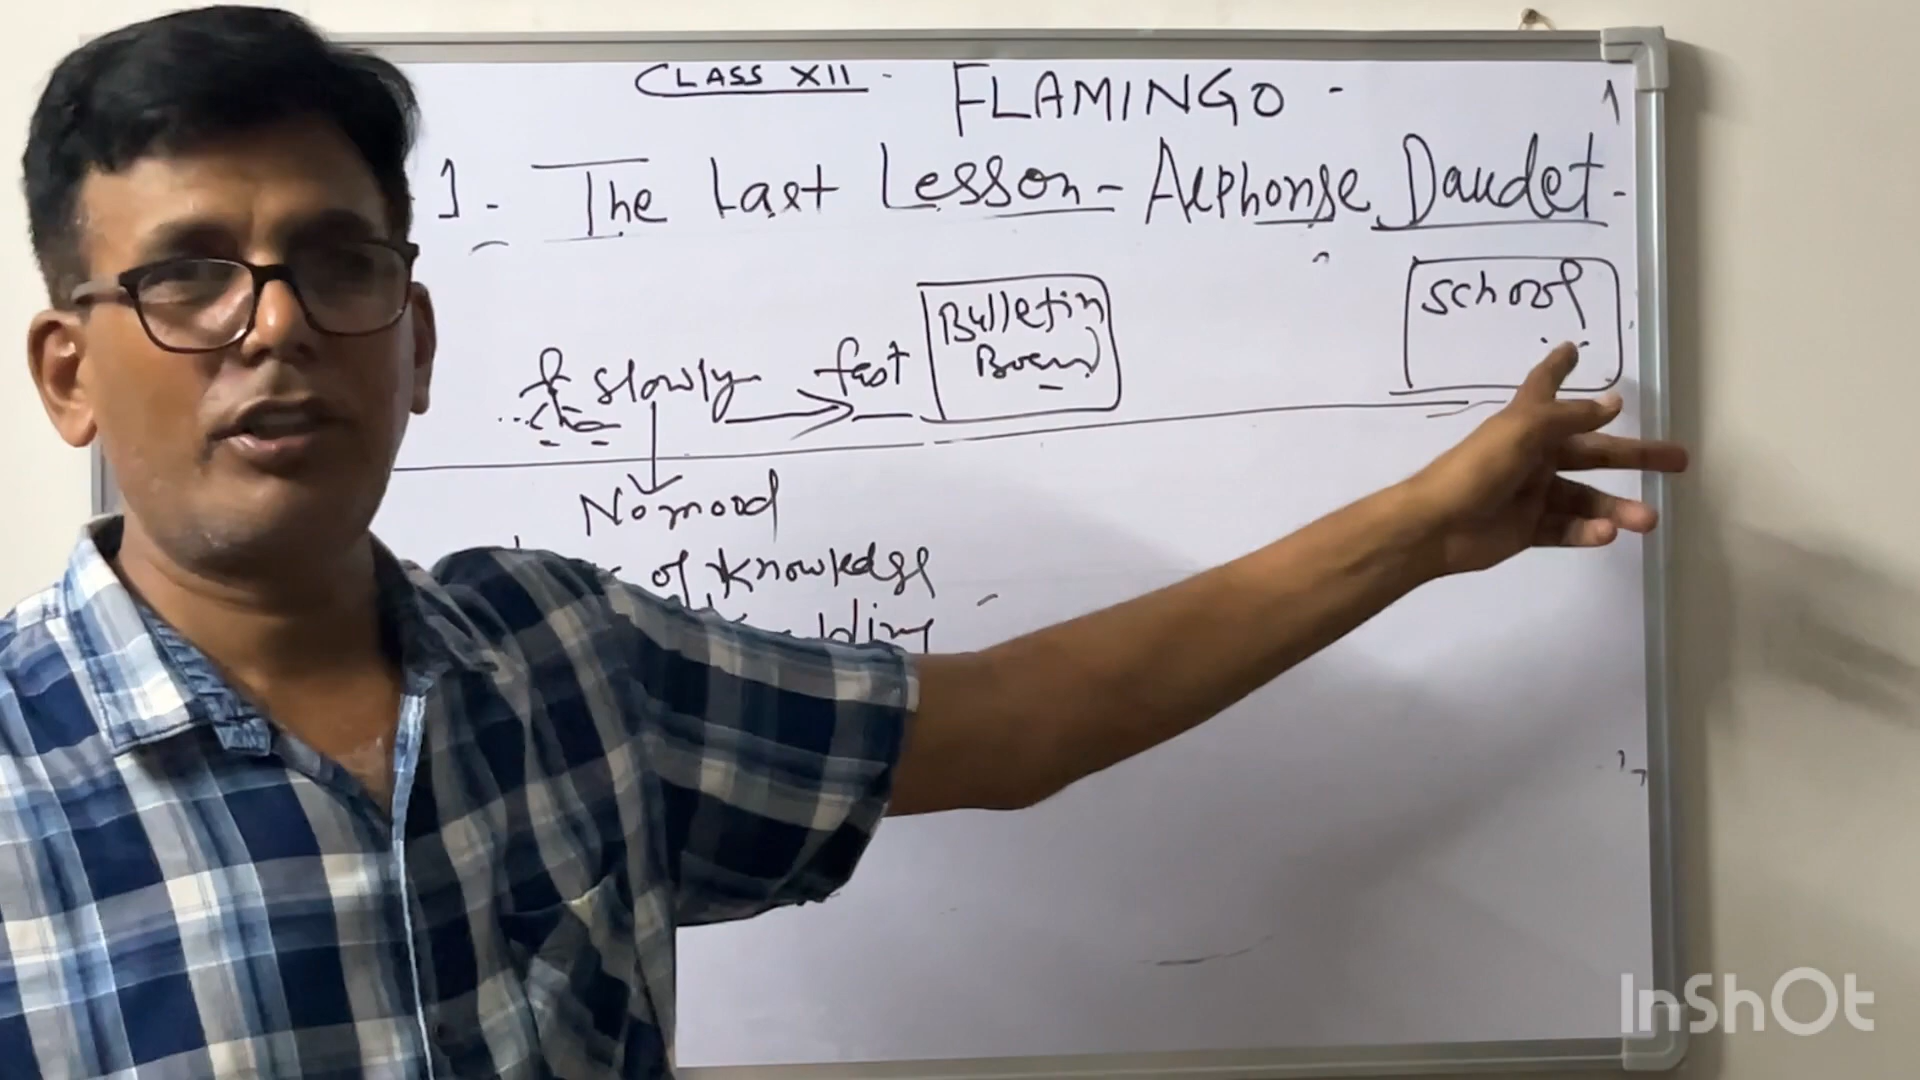 CLASS XII -
FLAMINGO -
1 - The Last Lesson - Alphonse Daudet -
slowly
fast
Bulletin
Board
School
No mood
of knowledge
InShOt